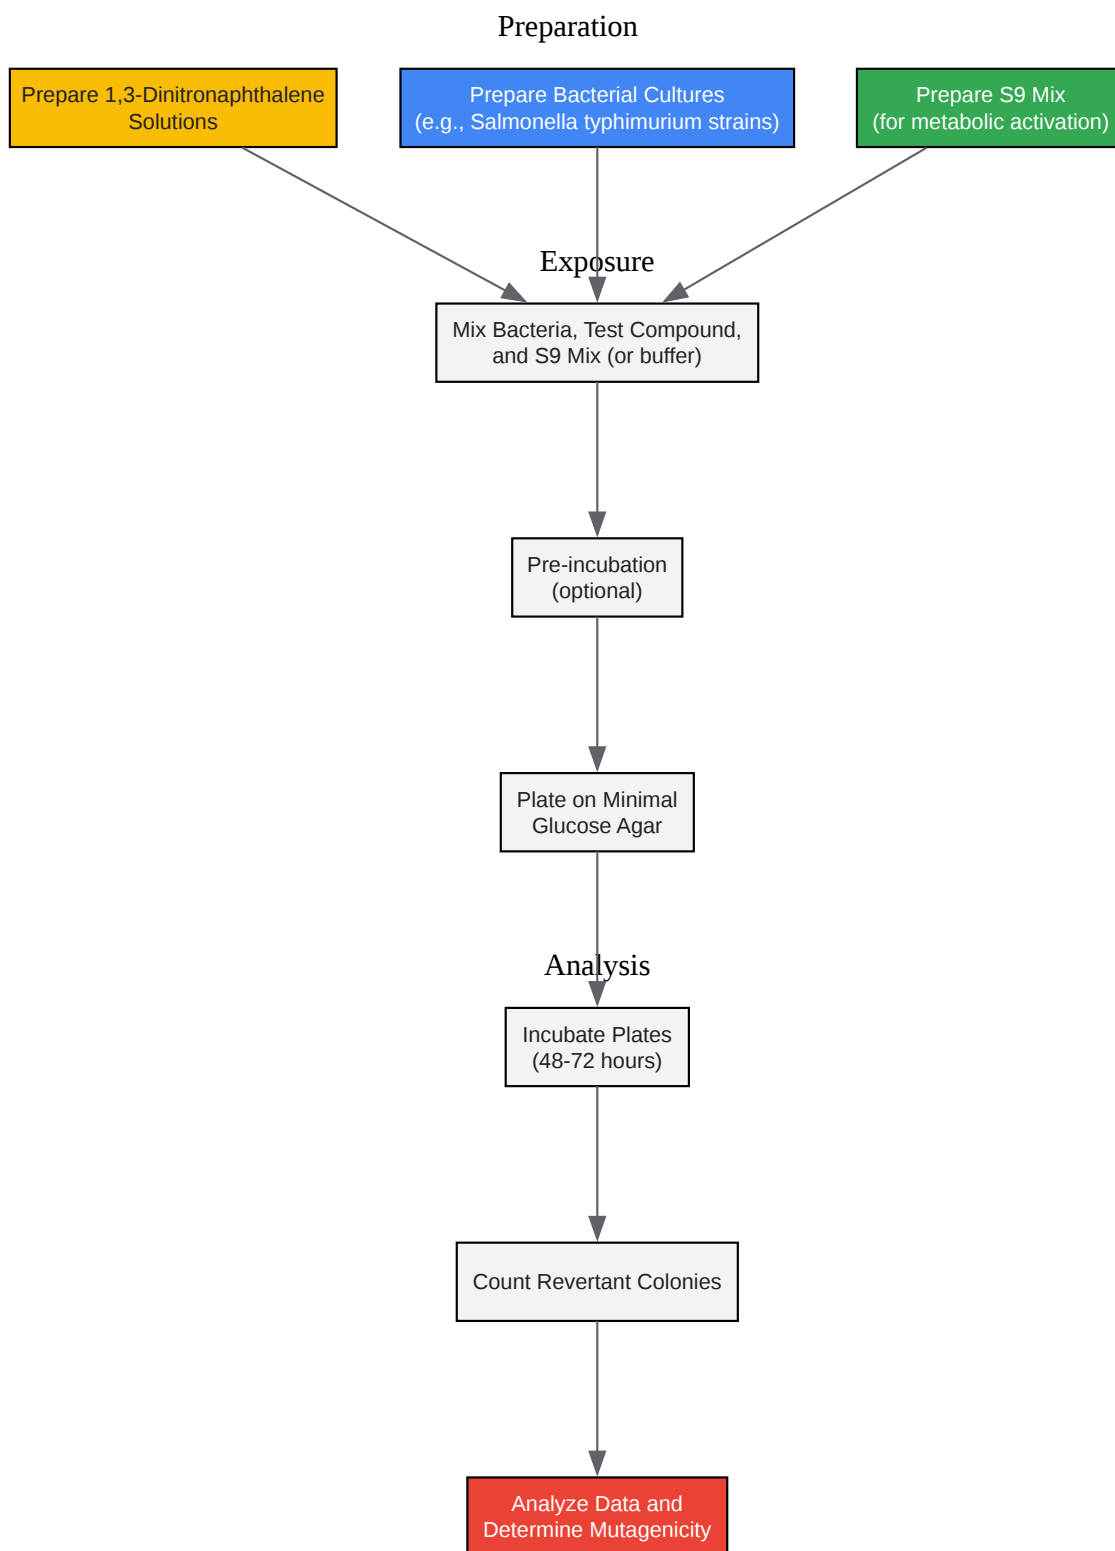 Preparation
Prepare 1,3-Dinitronaphthalene
Solutions
Prepare Bacterial Cultures
(e.g., Salmonella typhimurium strains)
Prepare S9 Mix
(for metabolic activation)
Exposure
Mix Bacteria, Test Compound,
and S9 Mix (or buffer)
Pre-incubation
(optional)
Plate on Minimal
Glucose Agar
Analysis
Incubate Plates
(48-72 hours)
Count Revertant Colonies
Analyze Data and
Determine Mutagenicity